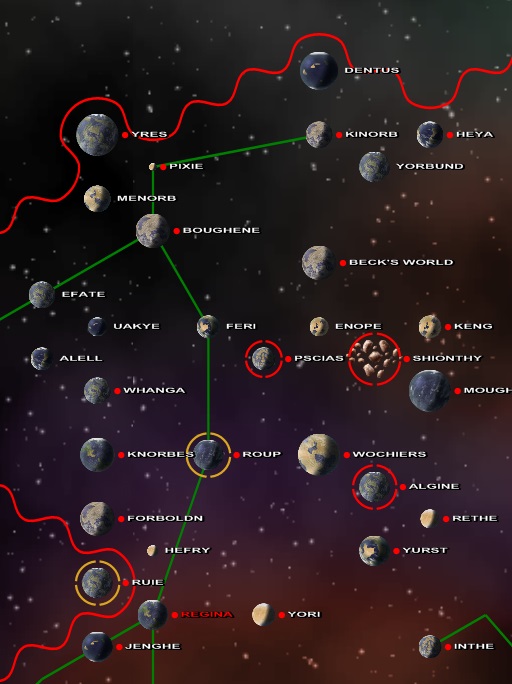 DENTUS
YRES
KINORB
HEYA
PIXIE
YORBUND
MENORB
BOUGHENE
BECK'S WORLD
EFATE
UAKYE
FERI
ENOPE
KENG
ALELL
PSCIAS
SHIONTHY
WHANGA
MOUGH
KNORBES
ROUP
WOCHIERS
ALGINE
FORBOLDN
RETHE
HEFRY
YURST
RUIE
REGINA
YORI
JENGHE
INTHE